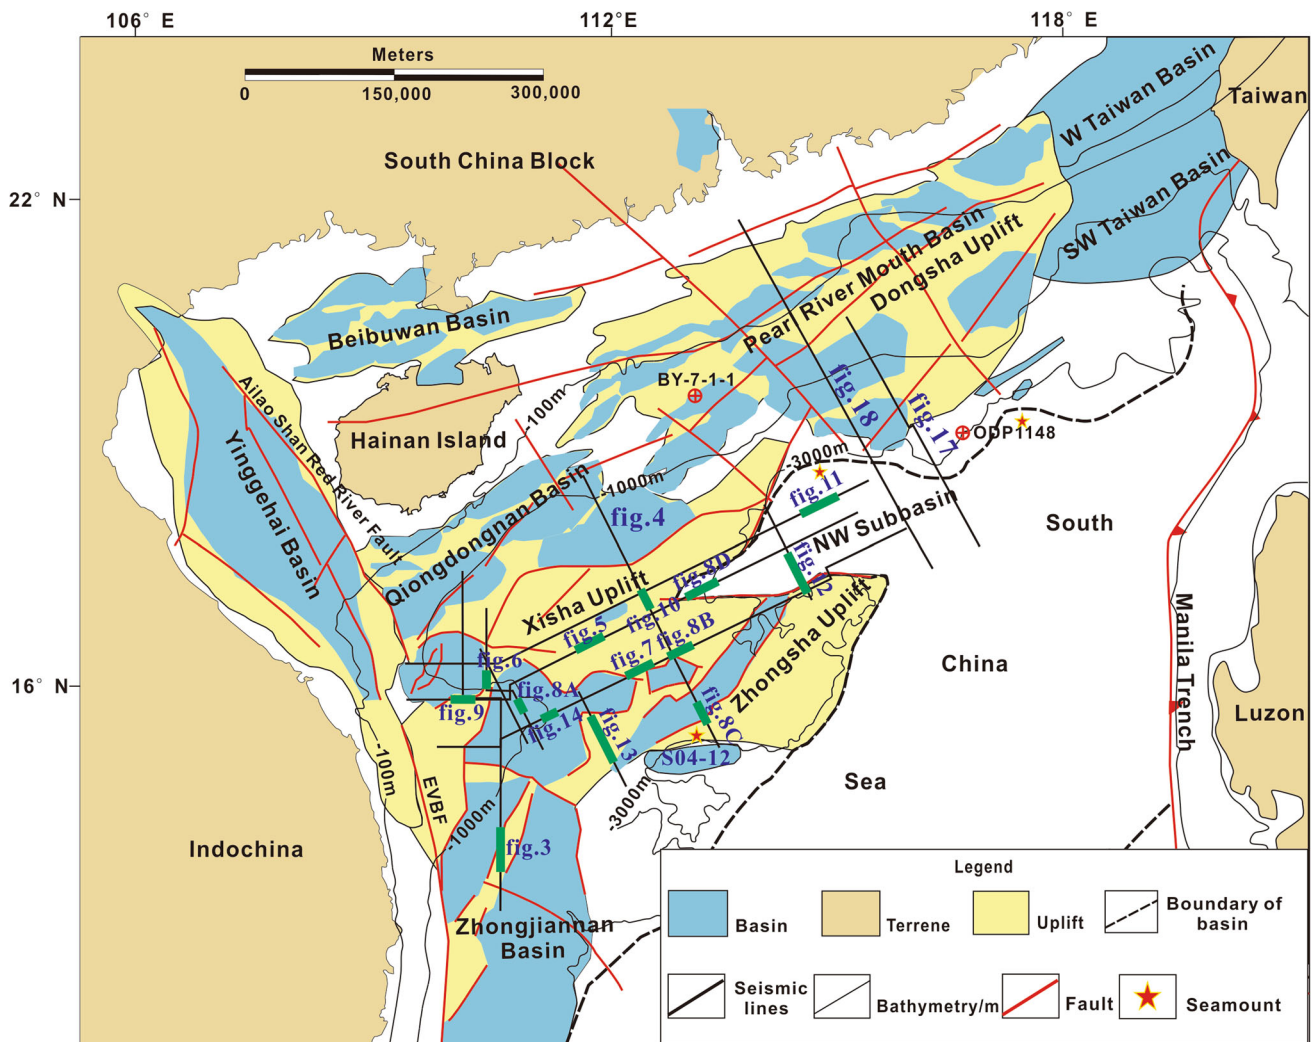 106° E
112°E
118° E
Meters
0
150,000
300,000
South China Block
W Taiwan Basin
Taiwan
22° N
SW Taiwan Basin
Pearl River Mouth Basin
Dongsha Uplift
Beibuwan Basin
Ailao Shan Red River Fault
Hainan Island
-100m
BY-7-1-1
fig.18
fig.17
ODP1148
Yinggehai Basin
-3000m
-1000m
Qiongdongnan Basin
fig.4
fig.11
NW Subbasin
South
fig.12
fig.8D
Xisha Uplift
fig.10
fig.5
fig.8B
fig.7
Zhongsha Uplift
Manila Trench
China
16° N
fig.6
fig.8A
fig.9
fig.14
fig.13
fig.8C
S04-12
Luzon
-100m
EVBF
-1000m
-3000m
Sea
Indochina
fig.3
Zhongjiannan
Basin
Legend
Basin
Terrene
Uplift
Boundary of
basin
Seismic
lines
Bathymetry/m
Fault
Seamount